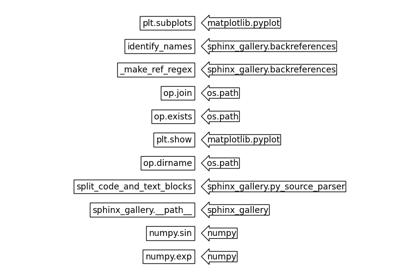 plt.subplots matplotlib.pyplot
identify_names sphinx_gallery.backreferences
_make_ref_regex sphinx_gallery.backreferences
op.join os.path
op.exists os.path
plt.show matplotlib.pyplot
op.dirname os.path
split_code_and_text_blocks sphinx_gallery.py_source_parser
sphinx_gallery.__path__ sphinx_gallery
numpy.sin numpy
numpy.exp numpy